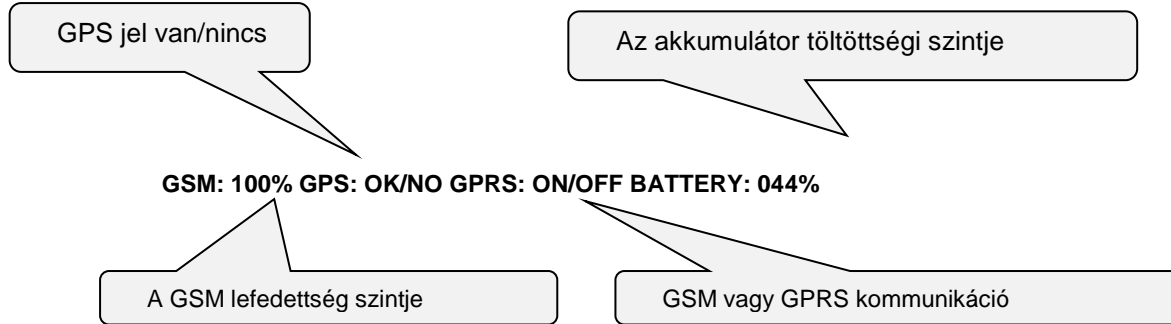 GPS jel van/nincs
Az akkumulátor töltöttségi szintje
GSM: 100% GPS: OK/NO GPRS: ON/OFF BATTERY: 044%
A GSM lefedettség szintje
GSM vagy GPRS kommunikáció